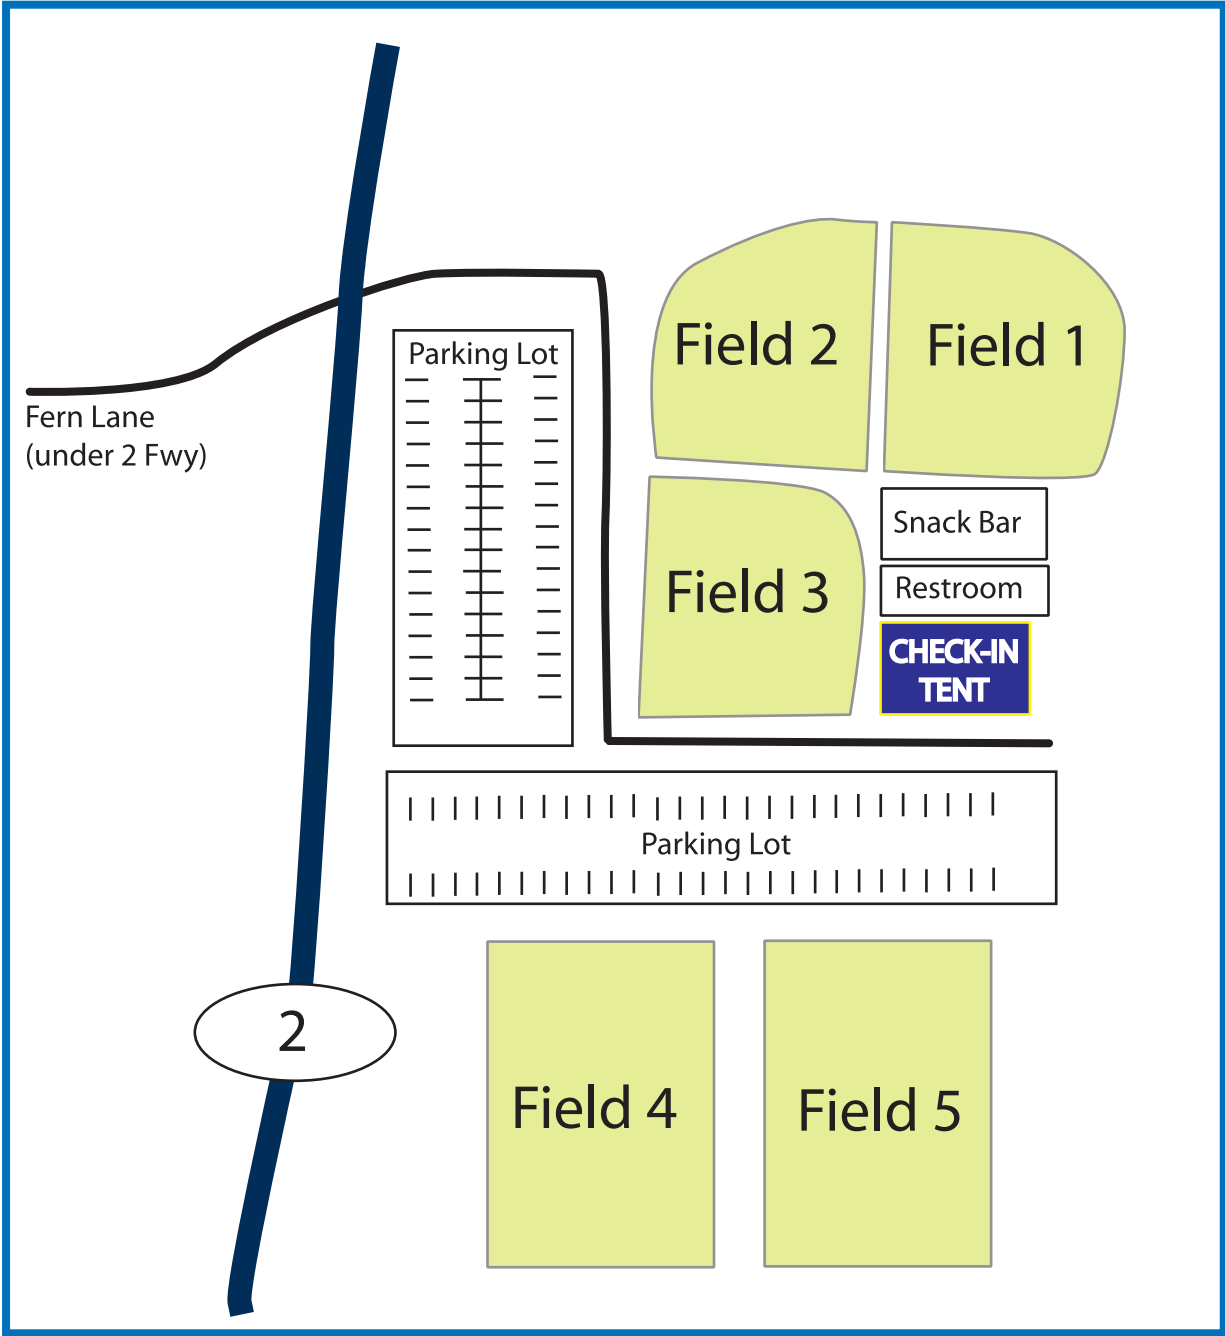 Field 2
Field 1
Parking Lot
Fern Lane
(under 2 Fwy)
Snack Bar
Field 3
Restroom
CHECK-IN
TENT
Parking Lot
2
Field 4
Field 5